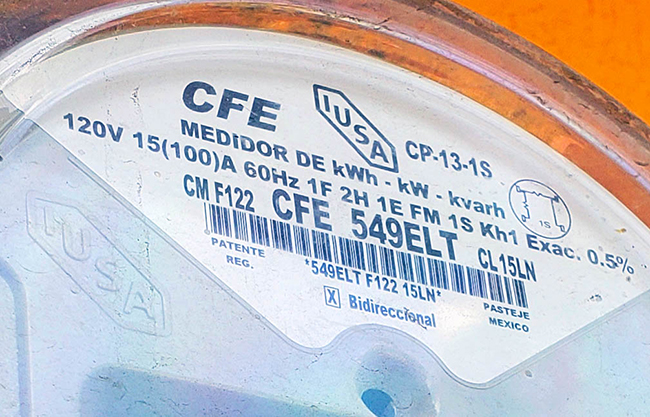 CFE IUSA CP-13-1S
MEDIDOR DE kWh - kW - kvarh
120V 15(100)A 60Hz 1F 2H 1E FM 1S Kh1 Exac. 0.5%
1S
CM F122 CFE 549ELT CL 15LN
PATENTE
REG.
*549ELT F122 15LN*
PASTEJE
MEXICO
X Bidireccional
IUSA